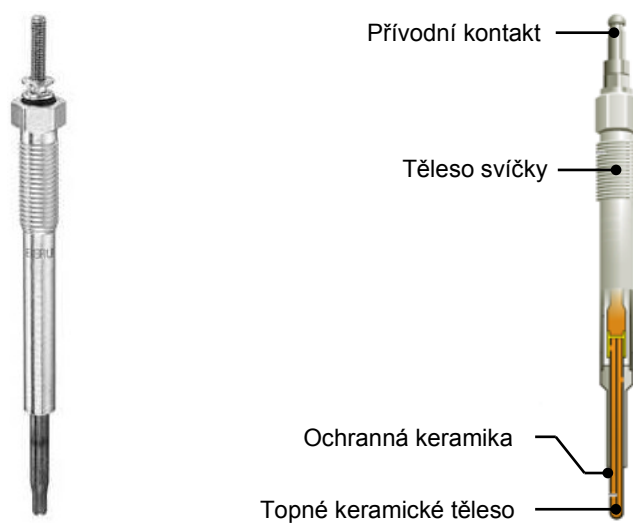 Přívodní kontakt
Těleso svíčky
Ochranná keramika
Topné keramické těleso